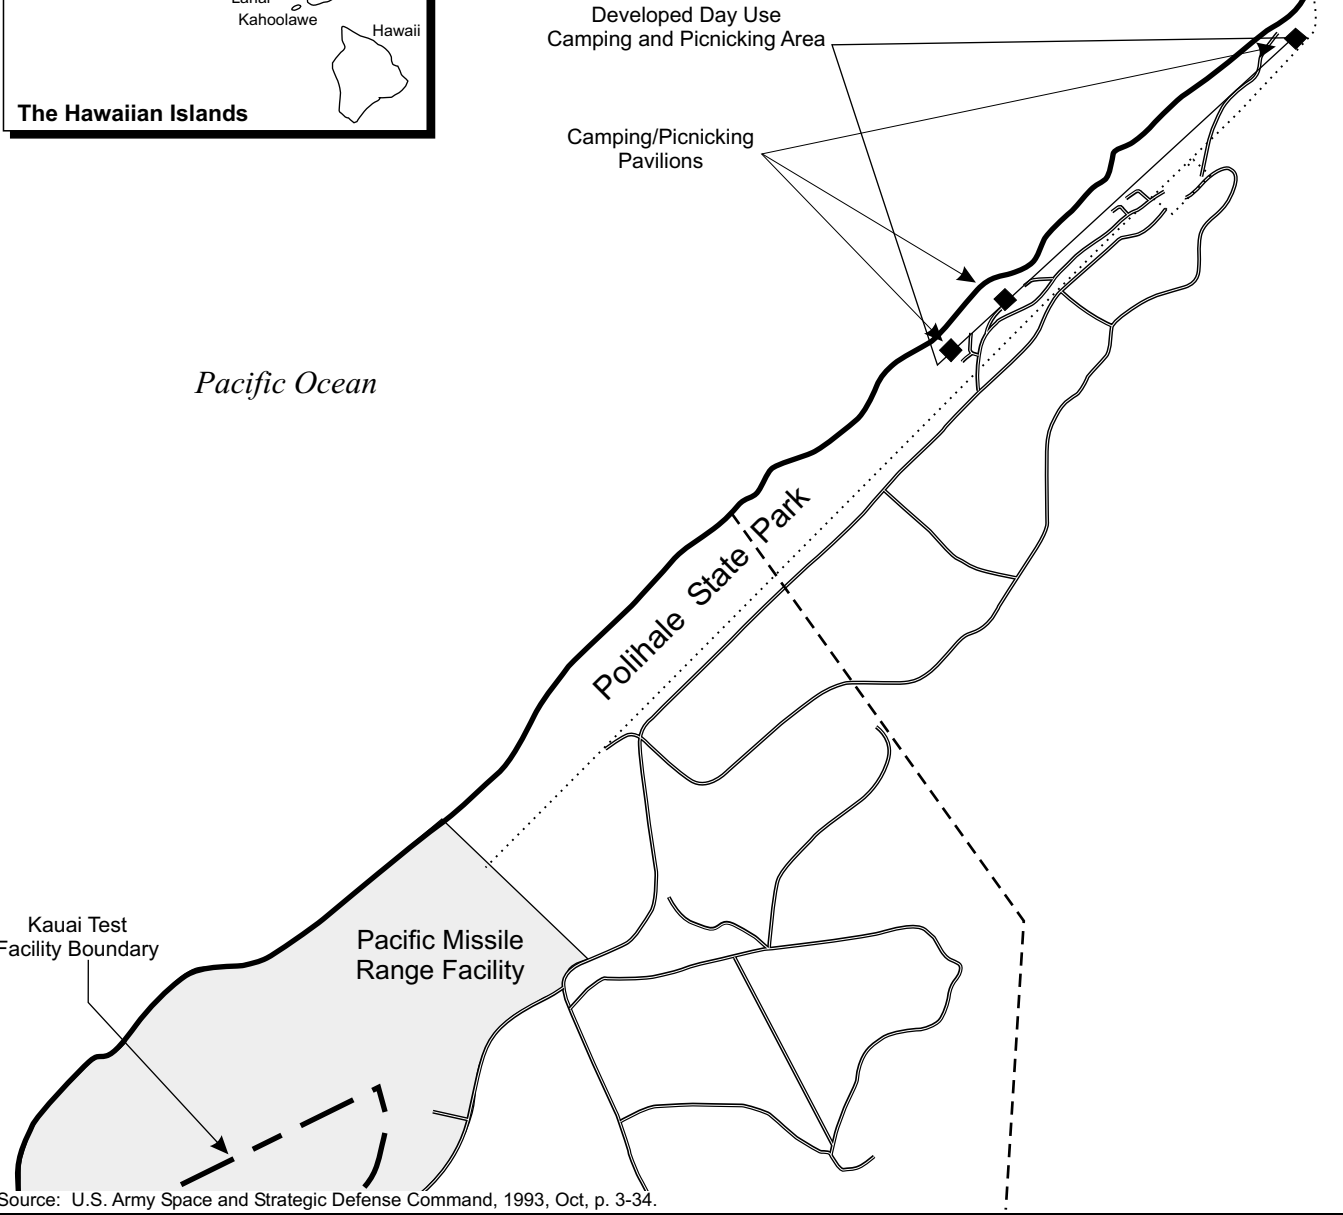 Kahoolawe
Hawaii
The Hawaiian Islands
Developed Day Use
Camping and Picnicking Area
Camping/Picnicking
Pavilions
Pacific Ocean
Polihale State Park
Kauai Test
Facility Boundary
Pacific Missile
Range Facility
Source: U.S. Army Space and Strategic Defense Command, 1993, Oct, p. 3-34.